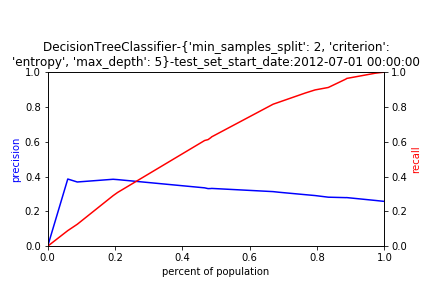 DecisionTreeClassifier-{'min_samples_split': 2, 'criterion':
'entropy', 'max_depth': 5}-test_set_start_date:2012-07-01 00:00:00
1.0
0.8
0.6
0.4
0.2
0.0
precision
0.0 0.2 0.4 0.6 0.8 1.0
percent of population
1.0
0.8
0.6
0.4
0.2
0.0
recall